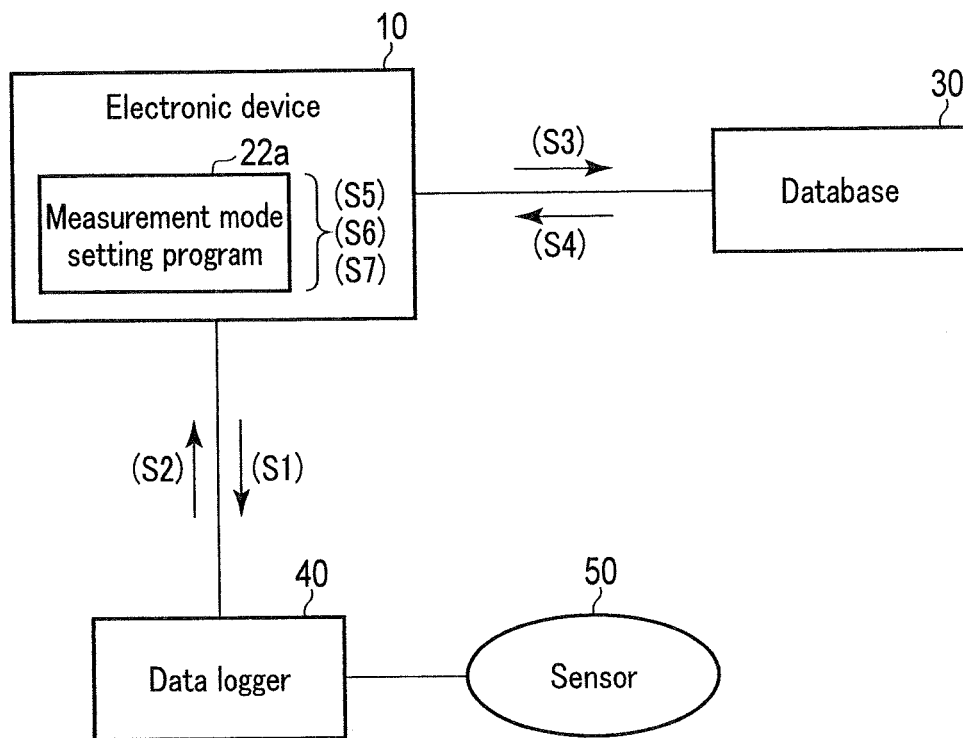 10
Electronic device
22a
Measurement mode
setting program
(S5)
(S6)
(S7)
(S3)
(S4)
30
Database
(S2)
(S1)
40
Data logger
50
Sensor